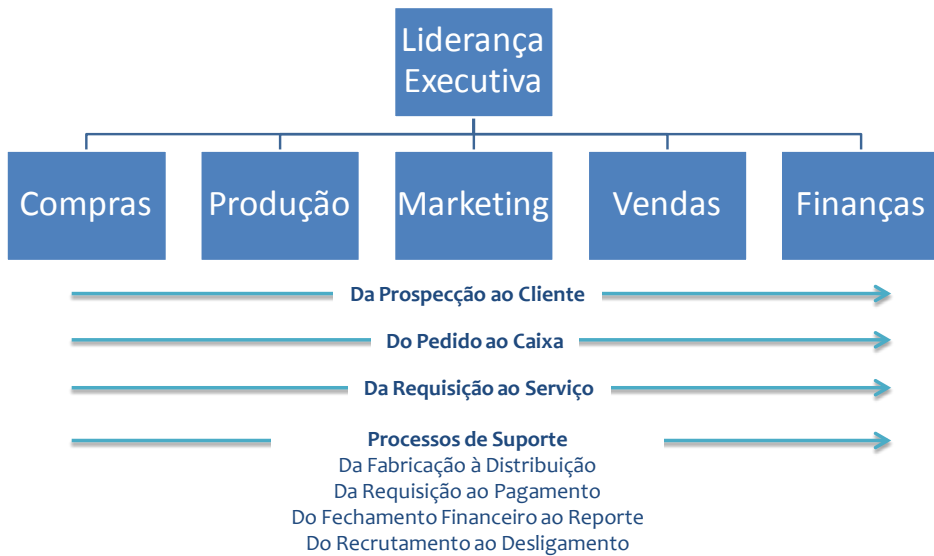 Liderança
Executiva
Compras
Produção
Marketing
Vendas
Finanças
Da Prospecção ao Cliente
Do Pedido ao Caixa
Da Requisição ao Serviço
Processos de Suporte
Da Fabricação à Distribuição
Da Requisição ao Pagamento
Do Fechamento Financeiro ao Reporte
Do Recrutamento ao Desligamento